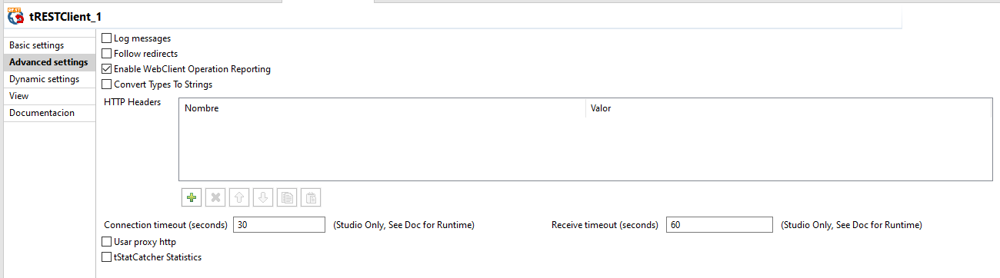 REST
tRESTClient_1
Basic settings
Advanced settings
Dynamic settings
View
Documentacion
Log messages
Follow redirects
Enable WebClient Operation Reporting
Convert Types To Strings
HTTP Headers
Nombre Valor
Connection timeout (seconds) 30 (Studio Only, See Doc for Runtime) Receive timeout (seconds) 60 (Studio Only, See Doc for Runtime)
Usar proxy http
tStatCatcher Statistics